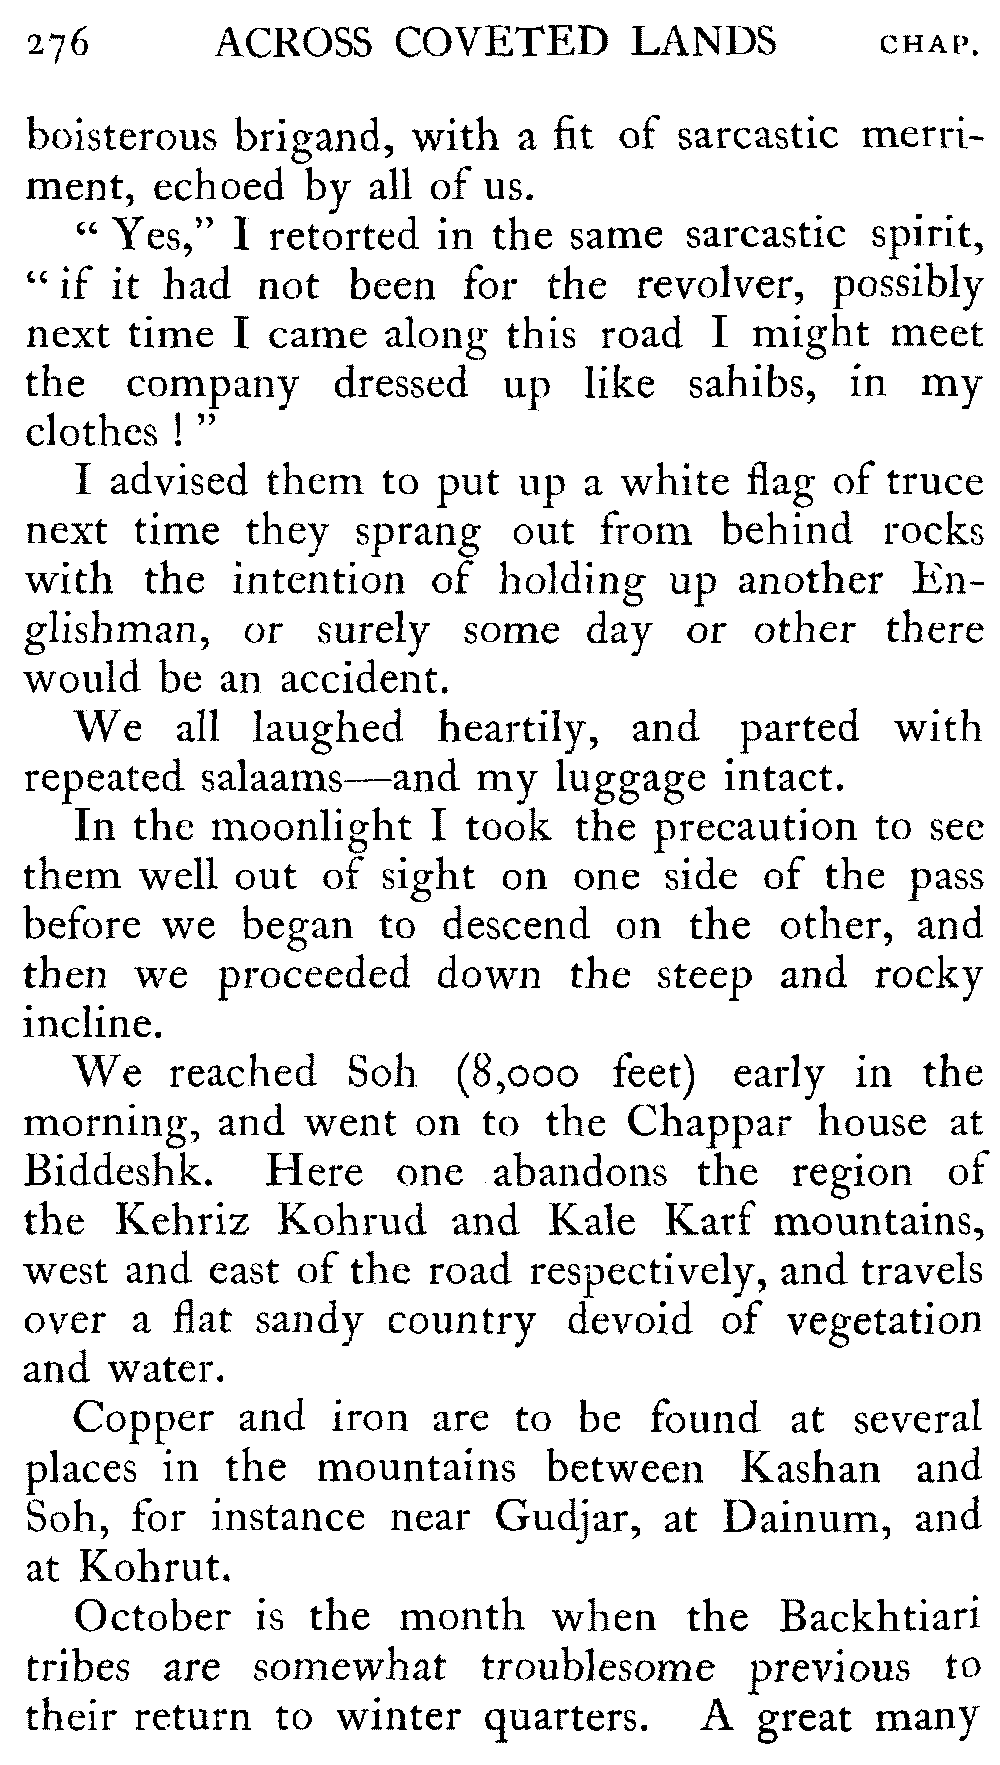 276 ACROSS COVETED LANDS CHAP.
boisterous brigand, with a fit of sarcastic merri-
ment, echoed by all of us.
“ Yes,” I retorted in the same sarcastic spirit,
“ if it had not been for the revolver, possibly
next time I came along this road I might meet
the company dressed up like sahibs, in my
clothes ! ”
I advised them to put up a white flag of truce
next time they sprang out from behind rocks
with the intention of holding up another En-
glishman, or surely some day or other there
would be an accident.
We all laughed heartily, and parted with
repeated salaams—and my luggage intact.
In the moonlight I took the precaution to see
them well out of sight on one side of the pass
before we began to descend on the other, and
then we proceeded down the steep and rocky
incline.
We reached Soh (8,000 feet) early in the
morning, and went on to the Chappar house at
Biddeshk. Here one abandons the region of
the Kehriz Kohrud and Kale Karf mountains,
west and east of the road respectively, and travels
over a flat sandy country devoid of vegetation
and water.
Copper and iron are to be found at several
places in the mountains between Kashan and
Soh, for instance near Gudjar, at Dainum, and
at Kohrut.
October is the month when the Backhtiari
tribes are somewhat troublesome previous to
their return to winter quarters. A great many